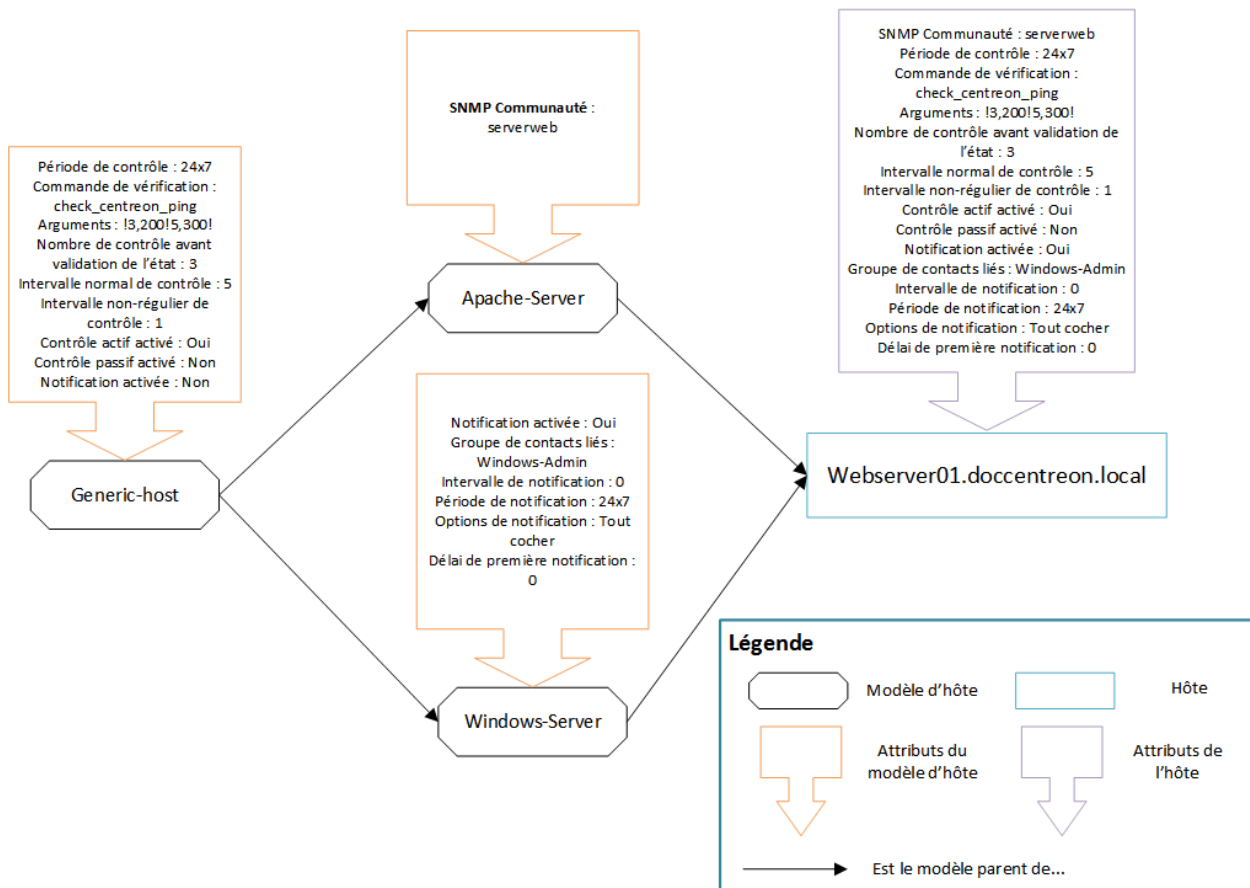 SNMP Communauté :
serverweb
SNMP Communauté : serverweb
Période de contrôle : 24x7
Commande de vérification :
check_centreon_ping
Arguments : !3,200!5,300!
Nombre de contrôle avant validation de
l'état : 3
Intervalle normal de contrôle : 5
Intervalle non-régulier de contrôle : 1
Contrôle actif activé : Oui
Contrôle passif activé : Non
Notification activée : Oui
Groupe de contacts liés : Windows-Admin
Intervalle de notification : 0
Période de notification : 24x7
Options de notification : Tout cocher
Délai de première notification : 0
Période de contrôle : 24x7
Commande de vérification :
check_centreon_ping
Arguments : !3,200!5,300!
Nombre de contrôle avant
validation de l'état : 3
Intervalle normal de contrôle : 5
Intervalle non-régulier de
contrôle : 1
Contrôle actif activé : Oui
Contrôle passif activé : Non
Notification activée : Non
Apache-Server
Notification activée : Oui
Groupe de contacts liés :
Windows-Admin
Intervalle de notification : 0
Période de notification : 24x7
Options de notification : Tout
cocher
Délai de première notification :
0
Generic-host
Webserver01.doccentreon.local
Windows-Server
Légende
Modèle d'hôte
Hôte
Attributs du
modèle d'hôte
Attributs de
l'hôte
Est le modèle parent de...